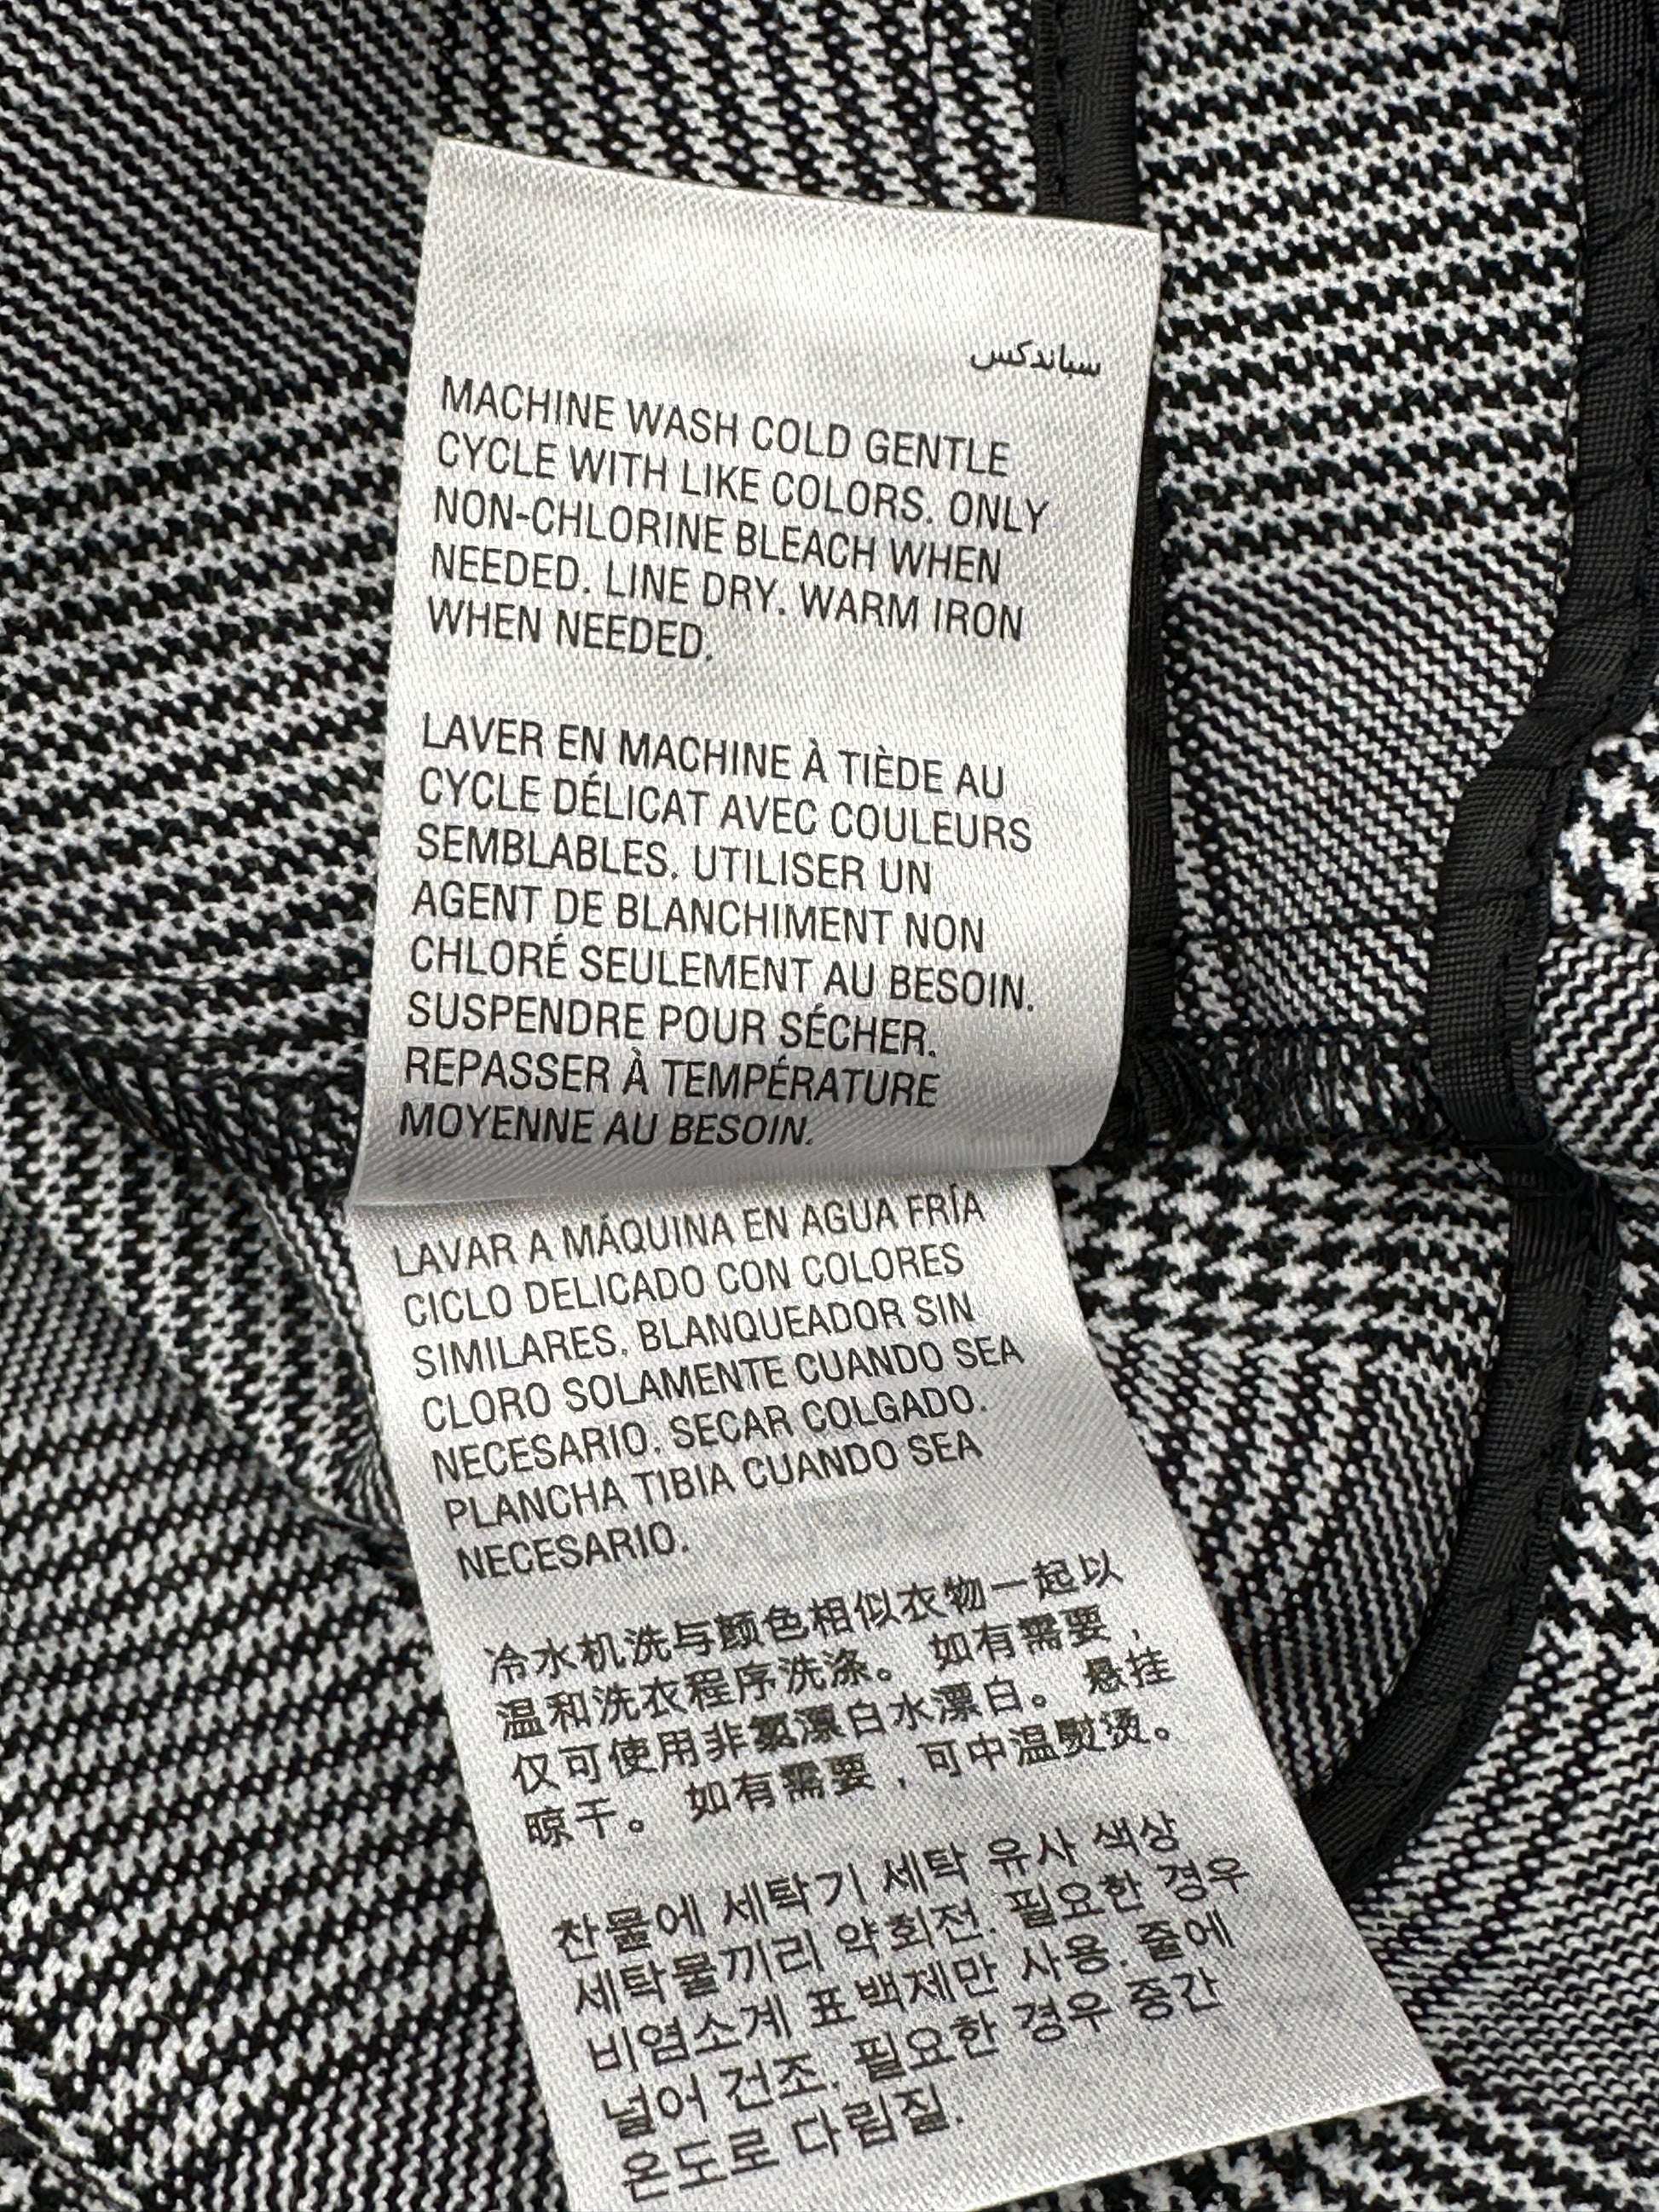 سباندكس
MACHINE WASH COLD GENTLE
CYCLE WITH LIKE COLORS. ONLY
NON-CHLORINE BLEACH WHEN
NEEDED. LINE DRY. WARM IRON
WHEN NEEDED.
LAVER EN MACHINE À TIÈDE AU
CYCLE DÉLICAT AVEC COULEURS
SEMBLABLES. UTILISER UN
AGENT DE BLANCHIMENT NON
CHLORÉ SEULEMENT AU BESOIN.
SUSPENDRE POUR SÉCHER.
REPASSER À TEMPÉRATURE
MOYENNE AU BESOIN.
LAVAR A MÁQUINA EN AGUA FRÍA
CICLO DELICADO CON COLORES
SIMILARES. BLANQUEADOR SIN
CLORO SOLAMENTE CUANDO SEA
NECESARIO. SECAR COLGADO.
PLANCHA TIBIA CUANDO SEA
NECESARIO.
冷水机洗与颜色相似衣物一起以
温和洗衣程序洗涤。 如有需要，
仅可使用非氯漂白水漂白。 悬挂
晾干。 如有需要，可中温熨烫。
찬물에 세탁기 세탁 유사 색상
세탁물끼리 약회전. 필요한 경우
비염소계 표백제만 사용. 줄에
널어 건조. 필요한 경우 중간
온도로 다림질.